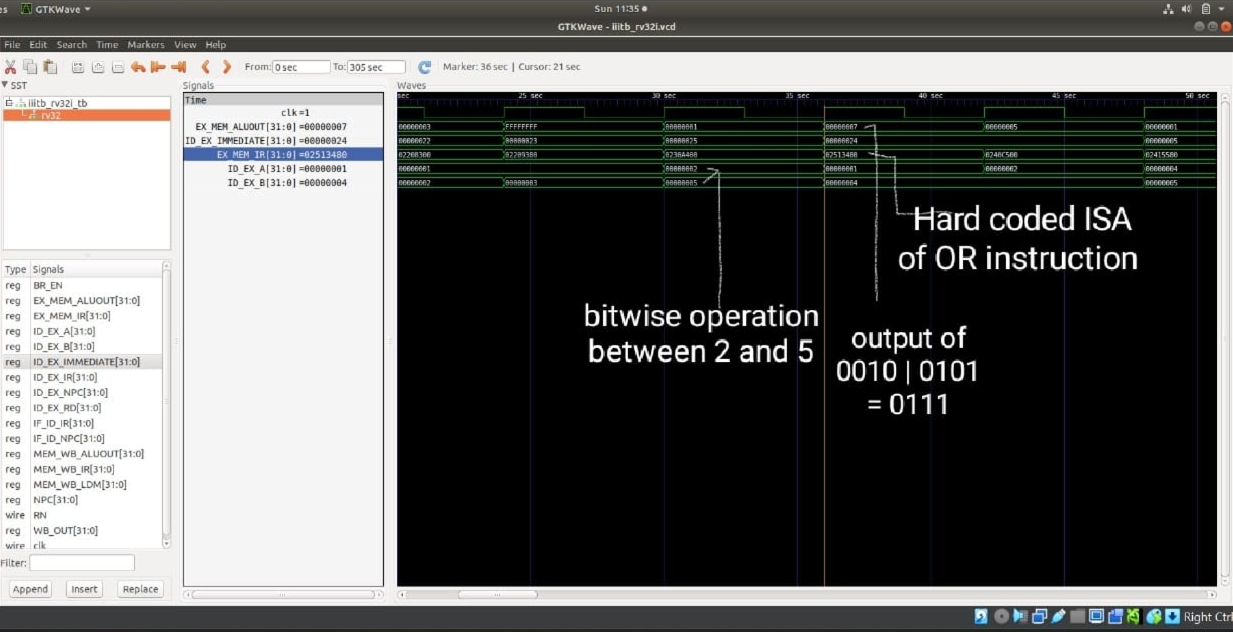 es GTKWave ▾ Sun 11:35 ●
GTKWave - iiitb_rv32i.vcd
File Edit Search Time Markers View Help
From: 0 sec To: 305 sec Marker: 36 sec | Cursor: 21 sec
▼ SST
iiitb_rv32i_tb
rv32
Type Signals
reg BR_EN
reg EX_MEM_ALUOUT[31:0]
reg EX_MEM_IR[31:0]
reg ID_EX_A[31:0]
reg ID_EX_B[31:0]
reg ID_EX_IMMEDIATE[31:0]
reg ID_EX_IR[31:0]
reg ID_EX_NPC[31:0]
reg ID_EX_RD[31:0]
reg IF_ID_IR[31:0]
reg IF_ID_NPC[31:0]
reg MEM_WB_ALUOUT[31:0]
reg MEM_WB_IR[31:0]
reg MEM_WB_LDM[31:0]
reg NPC[31:0]
wire RN
reg WB_OUT[31:0]
wire clk
Filter:
Append Insert Replace
Signals
Time
clk=1
EX_MEM_ALUOUT[31:0]=00000007
ID_EX_IMMEDIATE[31:0]=00000024
EX_MEM_IR[31:0]=02513480
ID_EX_A[31:0]=00000001
ID_EX_B[31:0]=00000004
Waves
sec 25 sec 30 sec 35 sec 40 sec 45 sec 50 sec
00000003 FFFFFFFF 00000001 00000007 00000005 00000001
00000022 00000023 00000025 00000024
02208300 02209380 0230A400 02513480 0240C500 02415580
00000001 00000002 00000001 00000002 00000004
00000002 00000003 00000005 00000004 00000005
Hard coded ISA
of OR instruction
bitwise operation
between 2 and 5
output of
0010 | 0101
= 0111
Right Ctrl